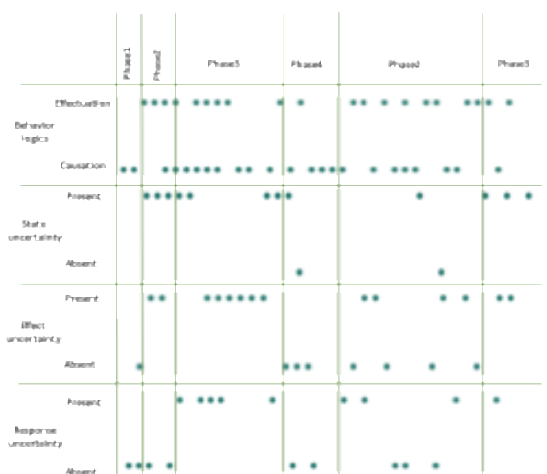 Phase1
Phase2
Phase3
Phase4
Phase2
Phase3
Effectuation
Behavior
logics
Causation
Present
State
uncertainty
Absent
Present
Effect
uncertainty
Absent
Present
Response
uncertainty
Absent